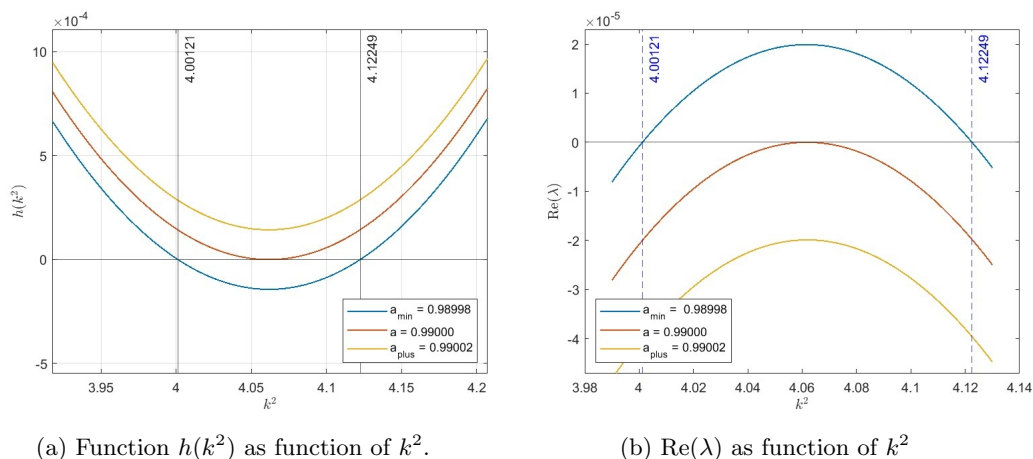 ×10⁻⁴
10
5
0
-5
h(k²)
4.00121
4.12249
a_min = 0.98998
a = 0.99000
a_plus = 0.99002
3.95 4 4.05 4.1 4.15 4.2
k²
(a) Function h(k²) as function of k².
×10⁻⁵
2
1
0
-1
-2
-3
-4
Re(λ)
4.00121
4.12249
a_min = 0.98998
a = 0.99000
a_plus = 0.99002
3.98 4 4.02 4.04 4.06 4.08 4.1 4.12 4.14
k²
(b) Re(λ) as function of k²